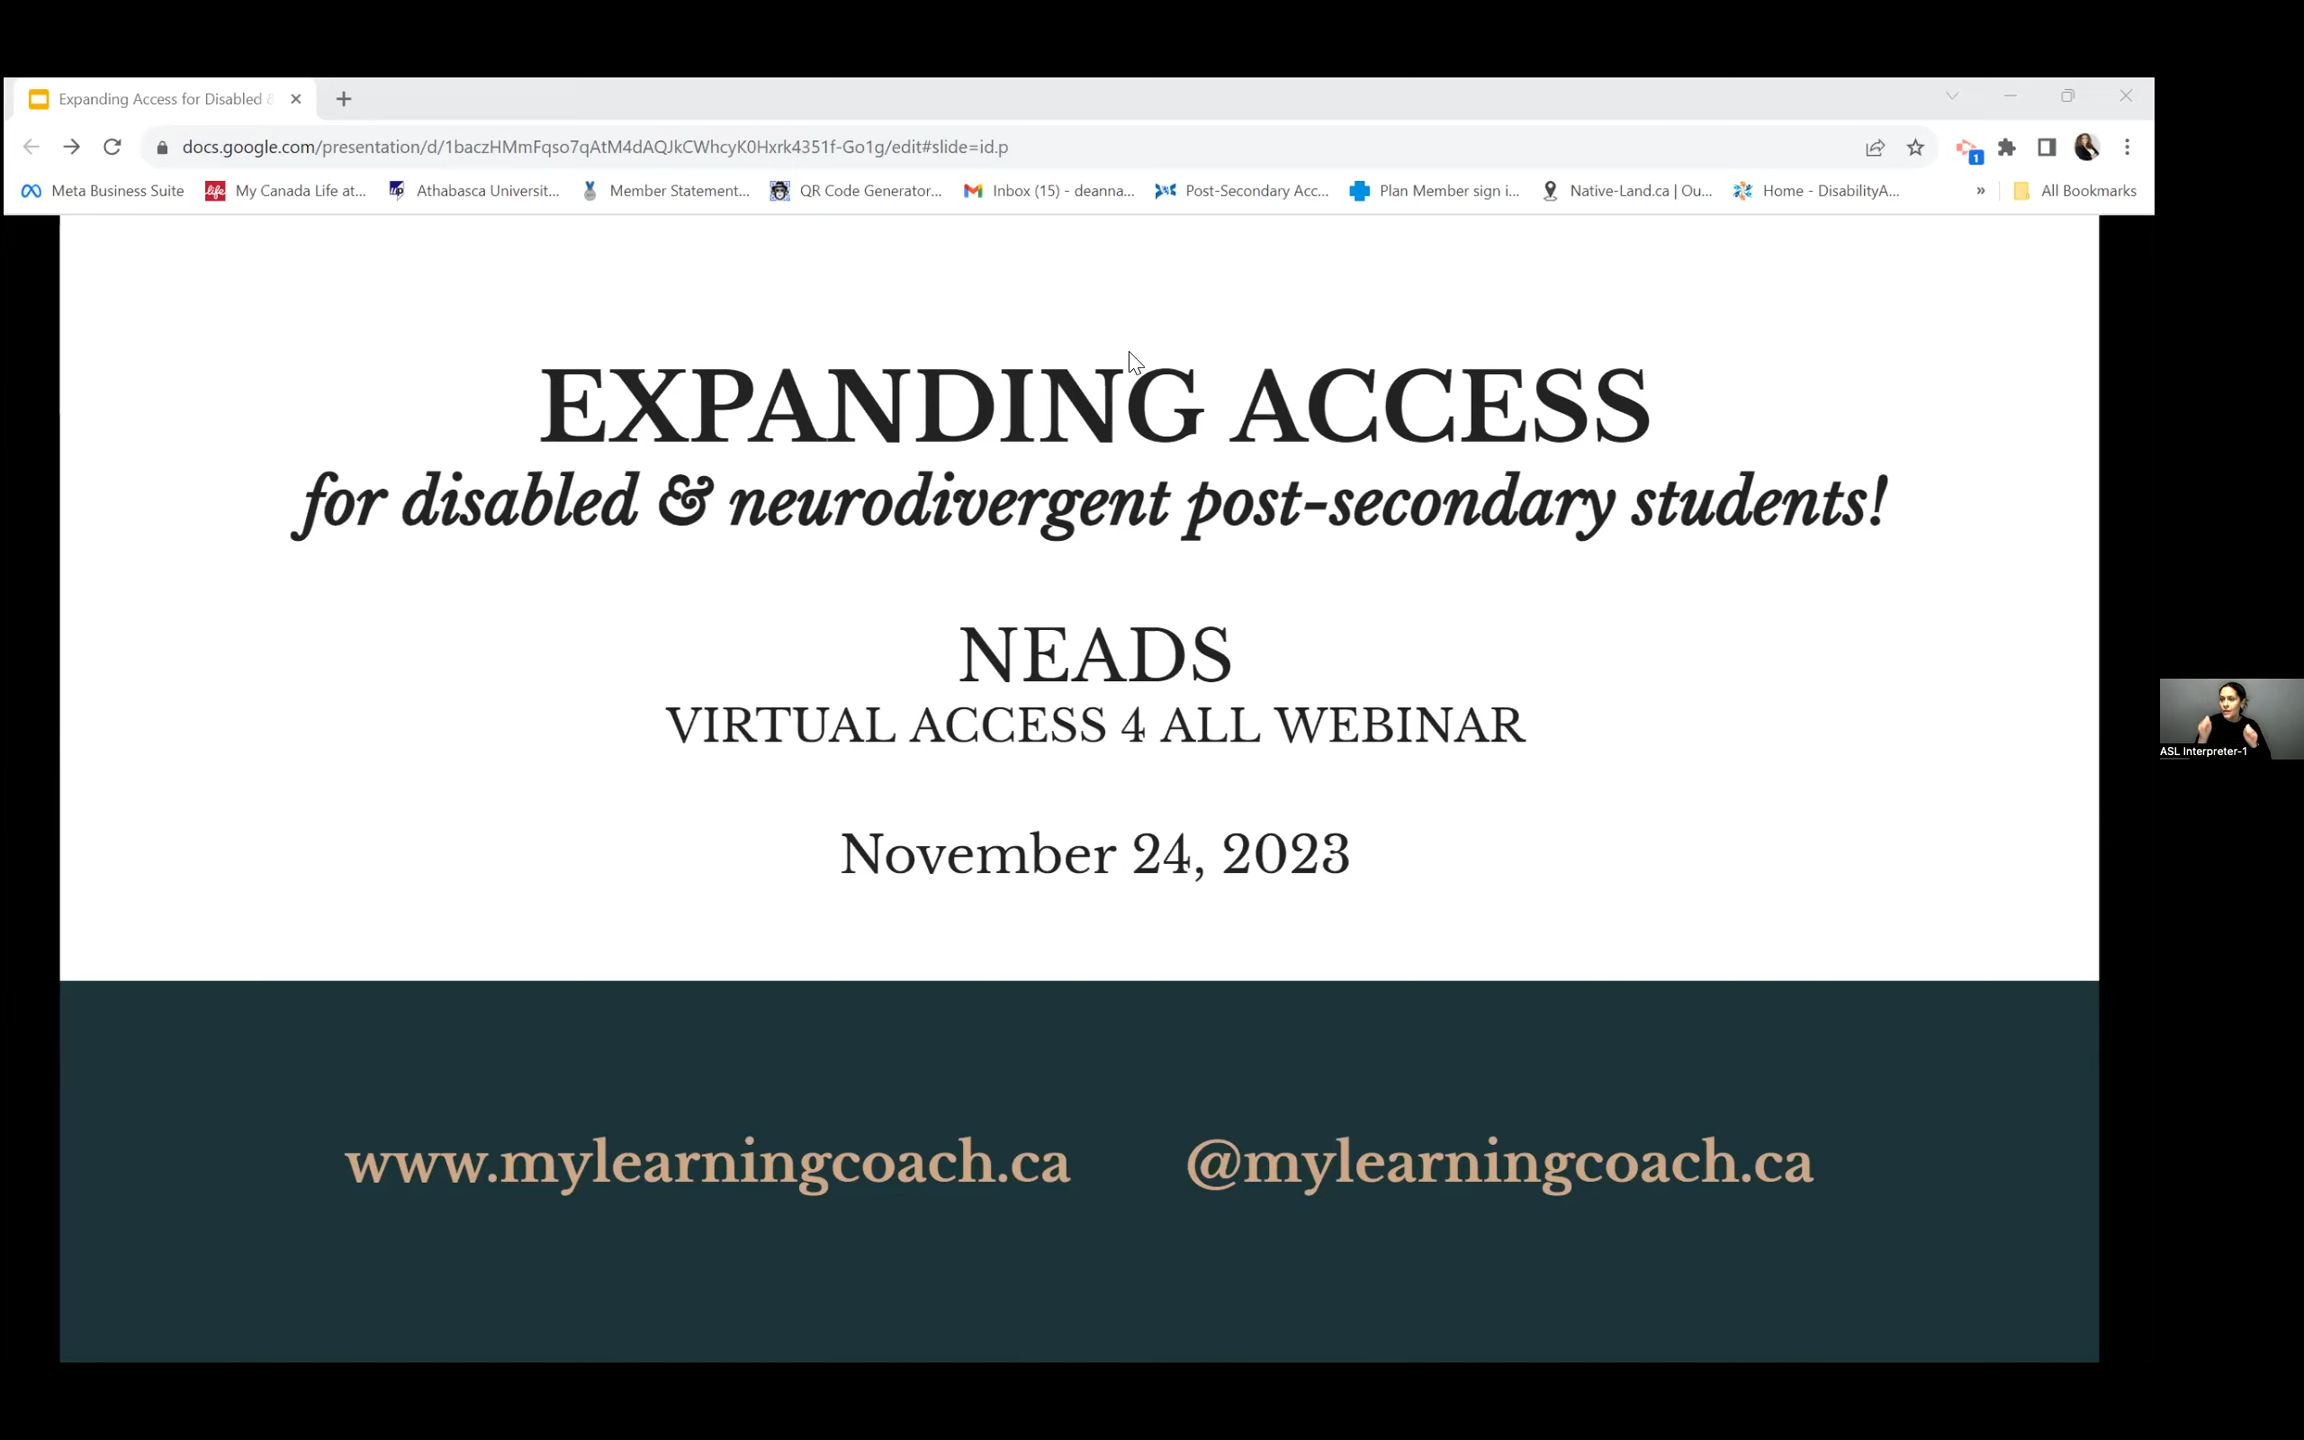 Expanding Access for Disabled &
docs.google.com/presentation/d/1baczHMmFqso7qAtM4dAQJkCWhcyK0Hxrk4351f-Go1g/edit#slide=id.p
1
Meta Business Suite life My Canada Life at... Athabasca Universit... Member Statement... QR Code Generator... Inbox (15) - deanna... Post-Secondary Acc... Plan Member sign i... Native-Land.ca | Ou... Home - DisabilityA... » All Bookmarks
EXPANDING ACCESS
for disabled & neurodivergent post-secondary students!
NEADS
VIRTUAL ACCESS 4 ALL WEBINAR
ASL Interpreter-1
November 24, 2023
www.mylearningcoach.ca @mylearningcoach.ca